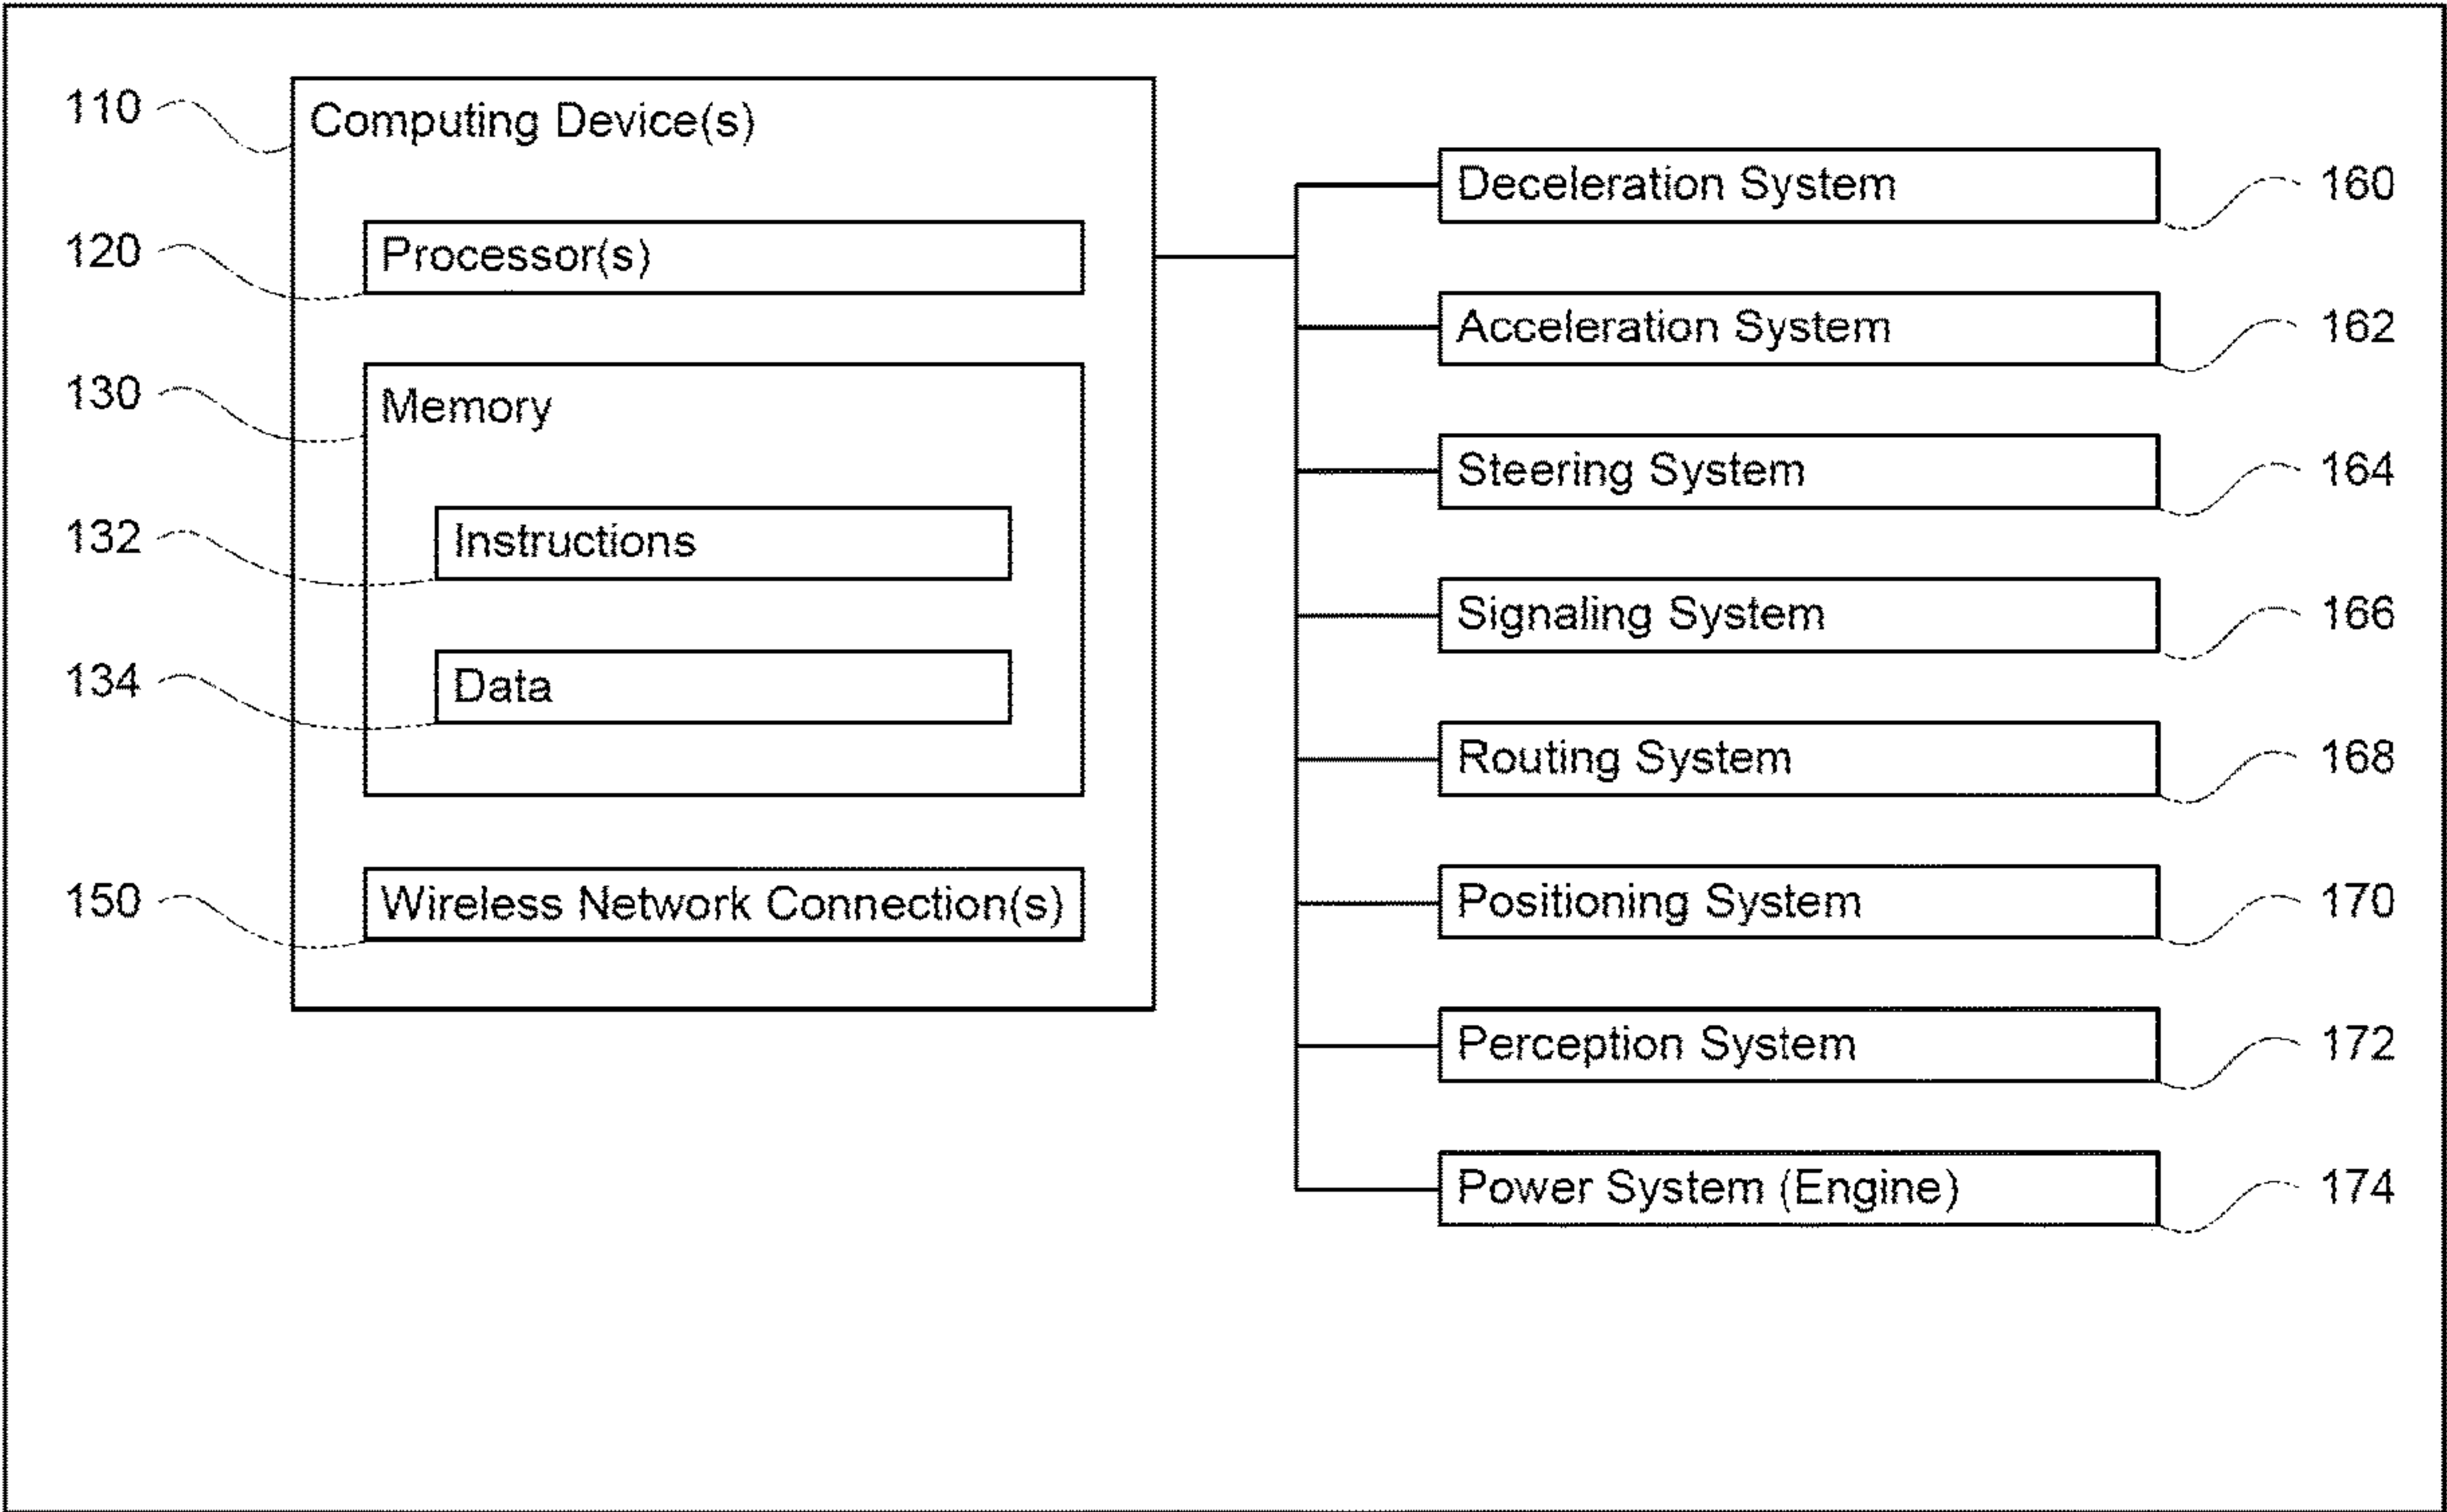 110
Computing Device(s)
120
Processor(s)
130
Memory
132
Instructions
134
Data
150
Wireless Network Connection(s)
Deceleration System
160
Acceleration System
162
Steering System
164
Signaling System
166
Routing System
168
Positioning System
170
Perception System
172
Power System (Engine)
174